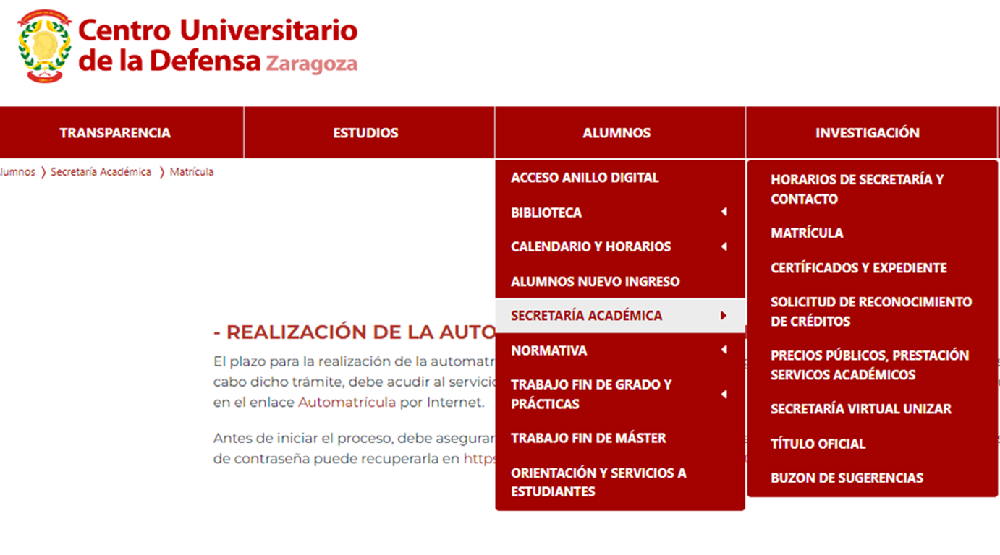 Centro Universitario
de la Defensa Zaragoza
TRANSPARENCIA
ESTUDIOS
ALUMNOS
INVESTIGACIÓN
lumnos ❭ Secretaría Académica ❭ Matrícula
ACCESO ANILLO DIGITAL
BIBLIOTECA
CALENDARIO Y HORARIOS
ALUMNOS NUEVO INGRESO
SECRETARÍA ACADÉMICA
NORMATIVA
TRABAJO FIN DE GRADO Y
PRÁCTICAS
TRABAJO FIN DE MÁSTER
ORIENTACIÓN Y SERVICIOS A
ESTUDIANTES
HORARIOS DE SECRETARÍA Y
CONTACTO
MATRÍCULA
CERTÍFICADOS Y EXPEDIENTE
SOLICITUD DE RECONOCIMIENTO
DE CRÉDITOS
PRECIOS PÚBLICOS, PRESTACIÓN
SERVICOS ACADÉMICOS
SECRETARÍA VIRTUAL UNIZAR
TÍTULO OFICIAL
BUZON DE SUGERENCIAS
- REALIZACIÓN DE LA AUTO
El plazo para la realización de la automatr
cabo dicho trámite, debe acudir al servicio
en el enlace Automatrícula por Internet.
Antes de iniciar el proceso, debe asegurar
de contraseña puede recuperarla en https